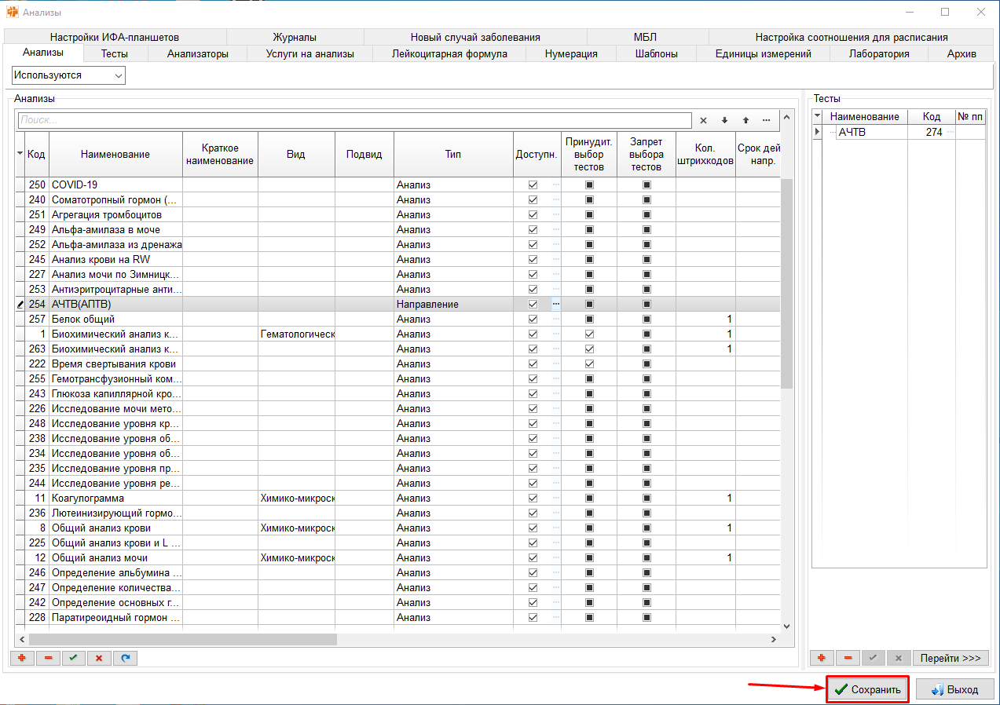 Анализы
Настройки ИФА-планшетов Журналы Новый случай заболевания МБЛ Настройка соотношения для расписания
Анализы Тесты Анализаторы Услуги на анализы Лейкоцитарная формула Нумерация Шаблоны Единицы измерений Лаборатория Архив
Используются
Анализы
Поиск...
Код Наименование Краткое наименование Вид Подвид Тип Доступн. Принудит. выбор тестов Запрет выбора тестов Кол. штрихкодов Срок дей напр.
250 COVID-19 Анализ
240 Соматотропный гормон (... Анализ
251 Агрегация тромбоцитов Анализ
249 Альфа-амилаза в моче Анализ
252 Альфа-амилаза из дренажа Анализ
245 Анализ крови на RW Анализ
227 Анализ мочи по Зимницк... Анализ
253 Антиэритроцитарные анти... Анализ
254 АЧТВ(АПТВ) Направление ...
257 Белок общий Анализ 1
1 Биохимический анализ к... Гематологическ Анализ 1
263 Биохимический анализ к... Анализ 1
222 Время свертывания крови Анализ
255 Гемотрансфузионный ком... Анализ
243 Глюкоза капиллярной кро... Анализ
226 Исследование мочи мето... Анализ
248 Исследование уровня кр... Анализ
238 Исследование уровня об... Анализ
234 Исследование уровня об... Анализ
235 Исследование уровня пр... Анализ
244 Исследование уровня ре... Анализ
11 Коагулограмма Химико-микроск Анализ 1
236 Лютеинизирующий гормо... Анализ
8 Общий анализ крови Химико-микроск Анализ 1
225 Общий анализ крови и L ... Анализ
12 Общий анализ мочи Химико-микроск Анализ 1
246 Определение альбумина ... Анализ
247 Определение количества... Анализ
242 Определение основных г... Анализ
228 Паратиреоидный гормон ... Анализ
Тесты
Наименование Код № пп
АЧТВ 274
Перейти >>>
Сохранить Выход